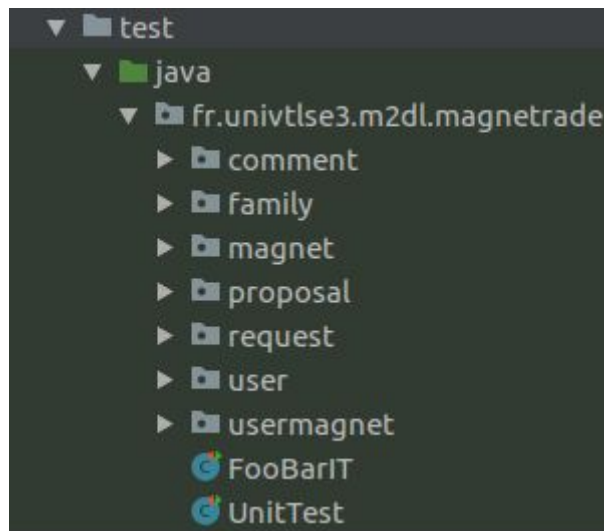 test
java
fr.univtlse3.m2dl.magnetrade
comment
family
magnet
proposal
request
user
usermagnet
FooBarIT
UnitTest